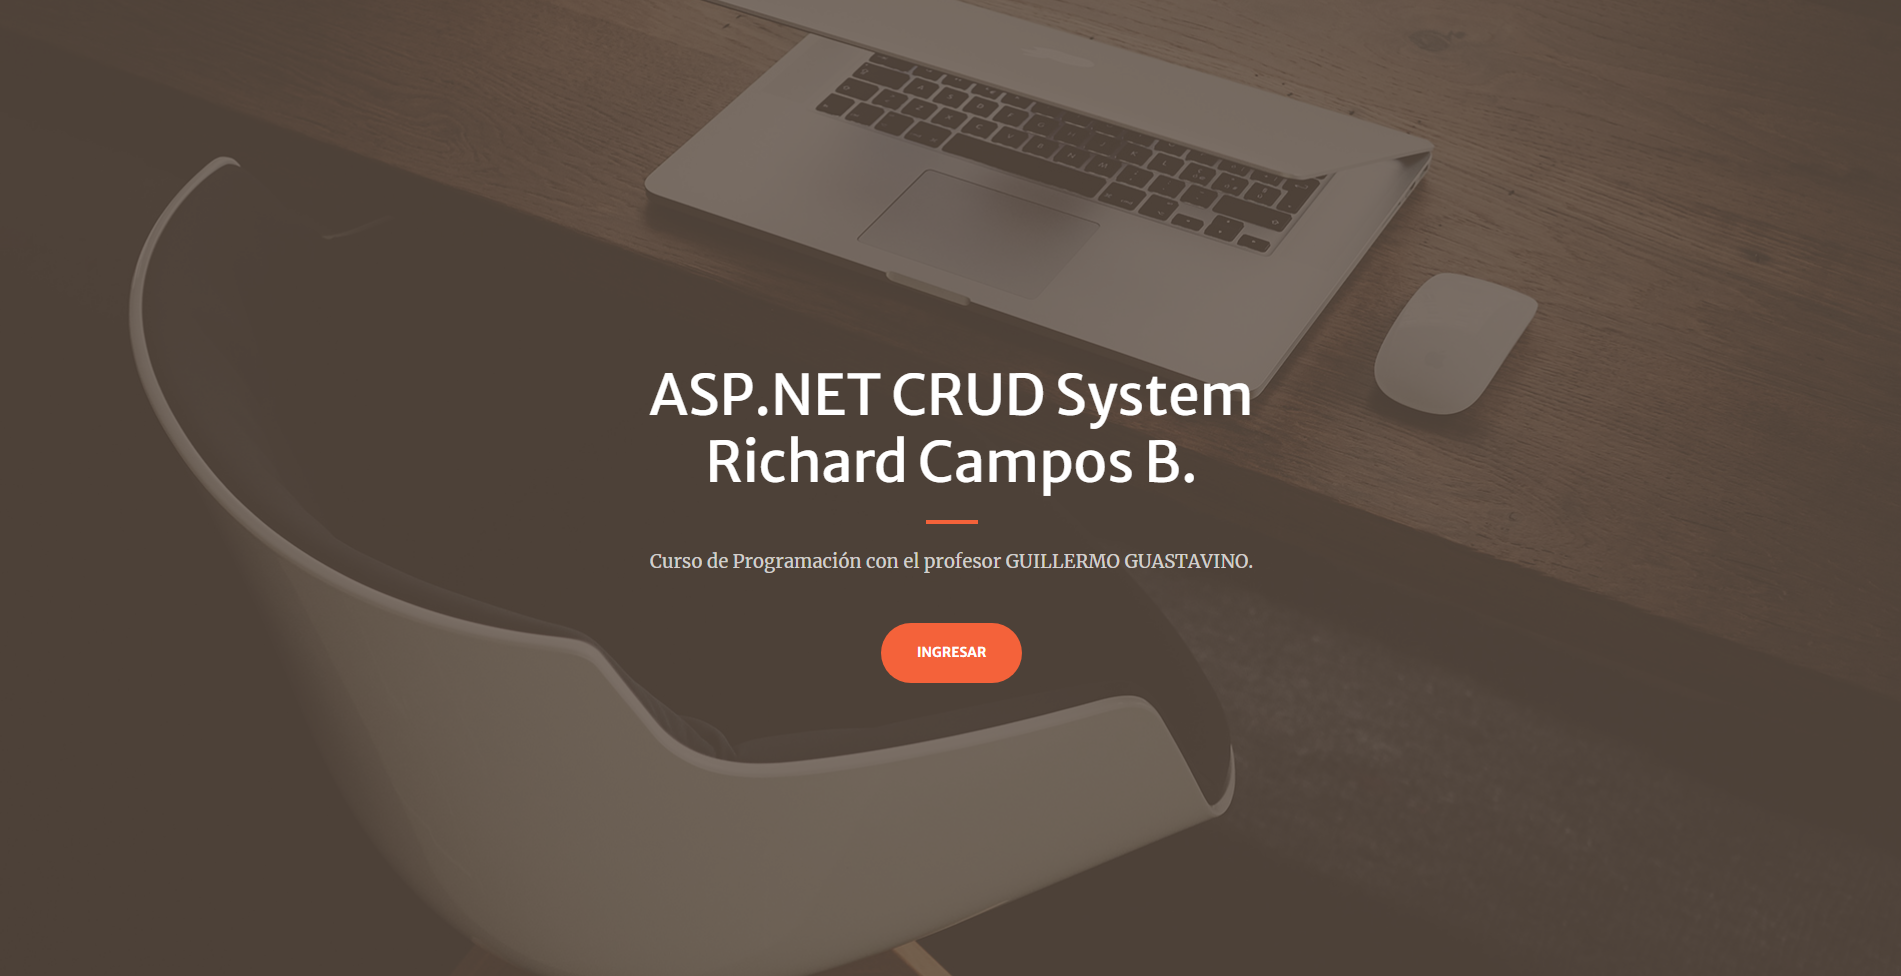 ASP.NET CRUD System
Richard Campos B.
Curso de Programación con el profesor GUILLERMO GUASTAVINO.
INGRESAR